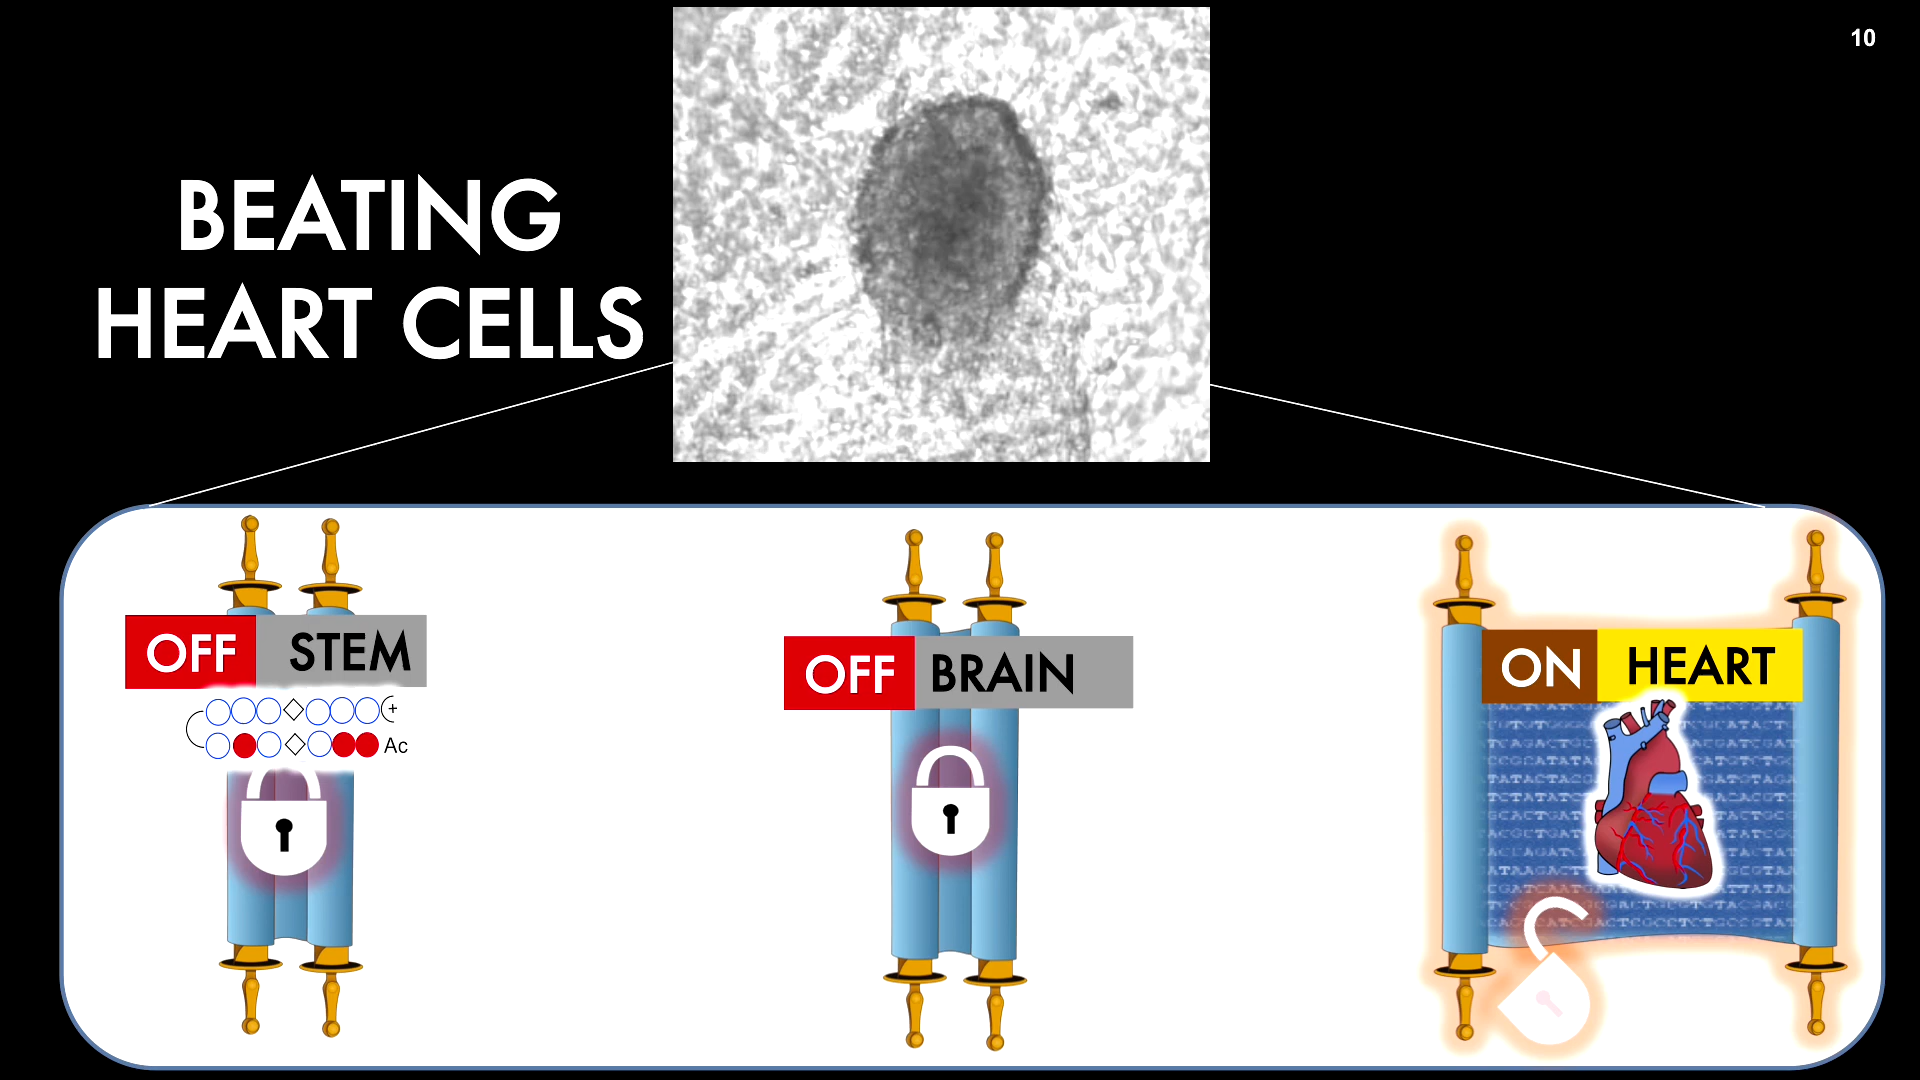 10
BEATING
HEART CELLS
OFF STEM
+
Ac
OFF BRAIN
ON HEART